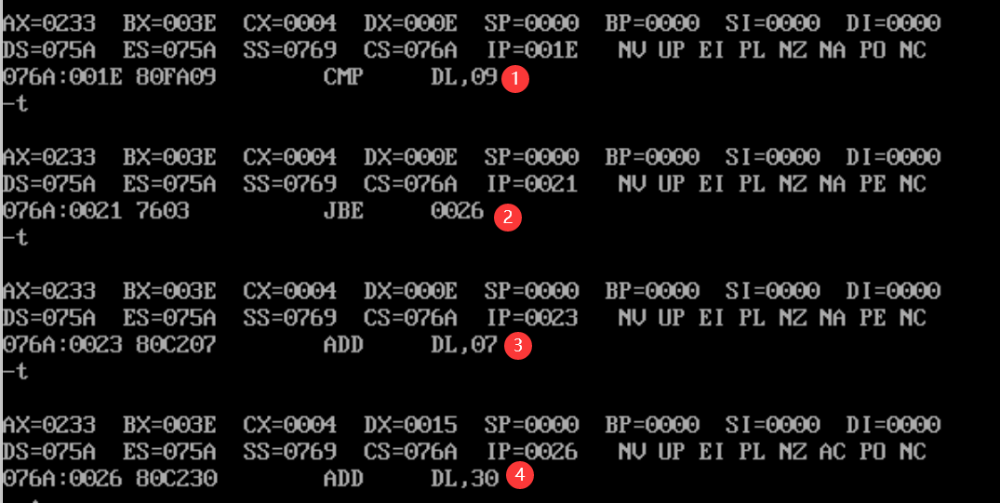 AX=0233 BX=003E CX=0004 DX=000E SP=0000 BP=0000 SI=0000 DI=0000
DS=075A ES=075A SS=0769 CS=076A IP=001E NV UP EI PL NZ NA PO NC
076A:001E 80FA09 CMP DL,09 1
-t
AX=0233 BX=003E CX=0004 DX=000E SP=0000 BP=0000 SI=0000 DI=0000
DS=075A ES=075A SS=0769 CS=076A IP=0021 NV UP EI PL NZ NA PE NC
076A:0021 7603 JBE 0026 2
-t
AX=0233 BX=003E CX=0004 DX=000E SP=0000 BP=0000 SI=0000 DI=0000
DS=075A ES=075A SS=0769 CS=076A IP=0023 NV UP EI PL NZ NA PE NC
076A:0023 80C207 ADD DL,07 3
-t
AX=0233 BX=003E CX=0004 DX=0015 SP=0000 BP=0000 SI=0000 DI=0000
DS=075A ES=075A SS=0769 CS=076A IP=0026 NV UP EI PL NZ AC PO NC
076A:0026 80C230 ADD DL,30 4